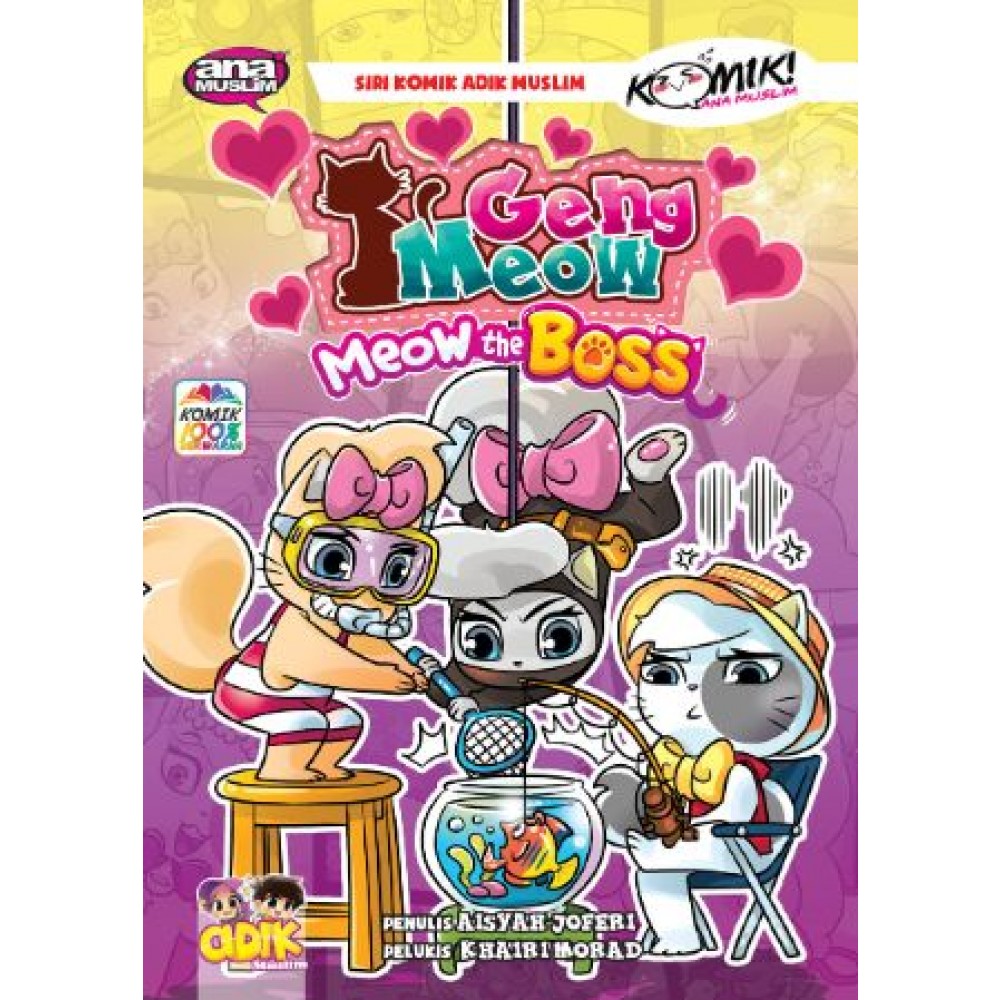 ana
MUSLIM
SIRI KOMIK ADIK MUSLIM
KOMIK!
ANA MUSLIM
Geng
Meow
Meow the Boss
KOMIK
100%
PENULIS AISYAH JOFERI
PELUKIS KHAIRI MORAD
aDIK